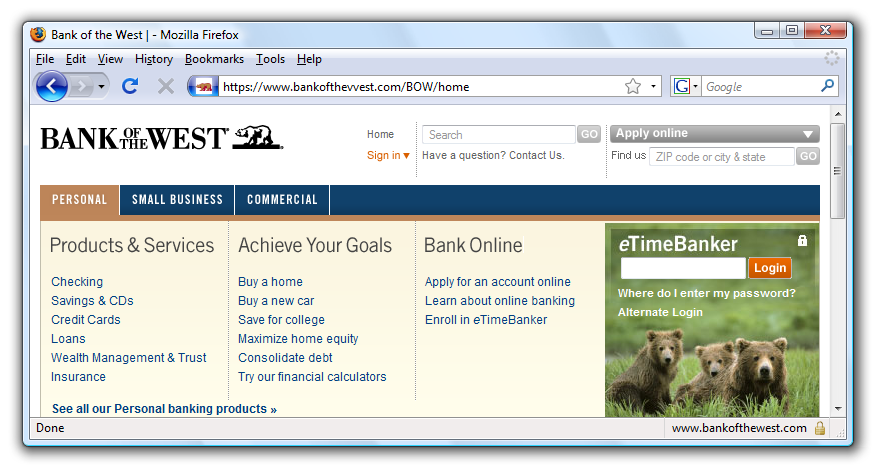 Bank of the West | - Mozilla Firefox
File Edit View History Bookmarks Tools Help
https://www.bankofthevvest.com/BOW/home
G Google
BANK OF THE WEST
Home
Search GO
Apply online
Sign in
Have a question? Contact Us.
Find us ZIP code or city & state GO
PERSONAL SMALL BUSINESS COMMERCIAL
Products & Services
Checking
Savings & CDs
Credit Cards
Loans
Wealth Management & Trust
Insurance
See all our Personal banking products »
Achieve Your Goals
Buy a home
Buy a new car
Save for college
Maximize home equity
Consolidate debt
Try our financial calculators
Bank Online
Apply for an account online
Learn about online banking
Enroll in eTimeBanker
eTimeBanker
Login
Where do I enter my password?
Alternate Login
Done www.bankofthewest.com